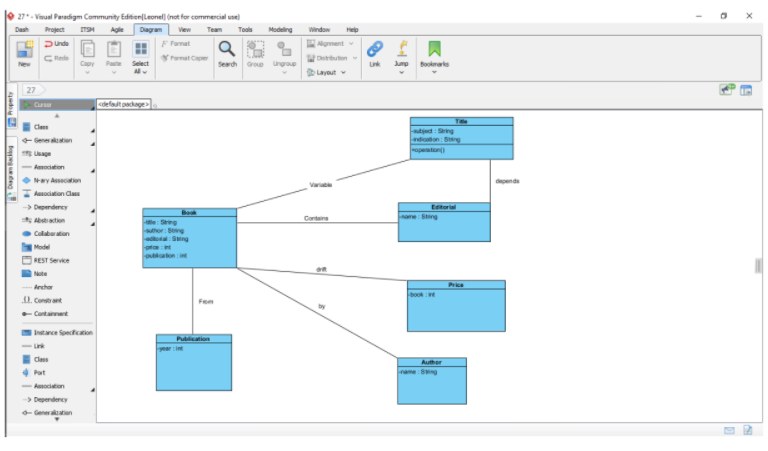 27 * - Visual Paradigm Community Edition[Leonel] (not for commercial use)
Dash Project ITSM Agile Diagram View Team Tools Modeling Window Help
Undo
Redo
New
Copy
Paste
Select
All
Format
Format Copier
Search
Group
Ungroup
Alignment
Distribution
Layout
Link
Jump
Bookmarks
27
Property
Diagram Backlog
Cursor
<default package>
Class
Generalization
Usage
Association
N-ary Association
Association Class
Dependency
Abstraction
Collaboration
Model
REST Service
Note
Anchor
Constraint
Containment
Instance Specification
Link
Class
Port
Association
Dependency
Generalization
Title
-subject : String
-indication : String
+operation()
Variable
depends
Book
-title : String
-author : String
-editorial : String
-price : int
-publication : int
Contains
Editorial
-name : String
drift
Price
-book : int
From
by
Publication
-year : int
Author
-name : String